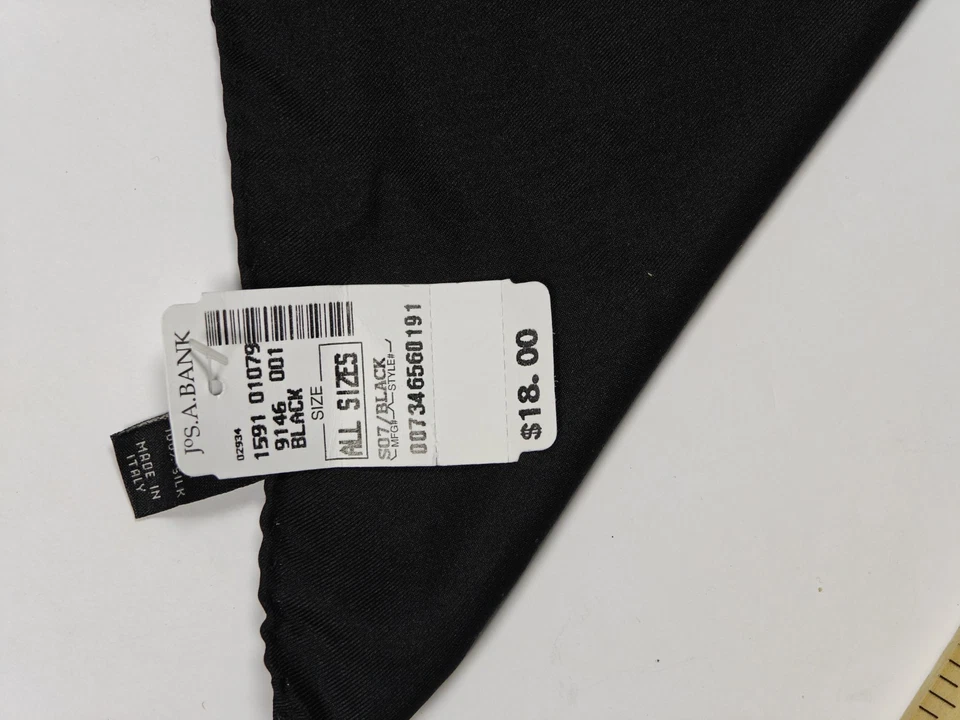 JoS.A.BANK
02934
1591 01079
9146 001
BLACK
SIZE
ALL SIZES
S07/BLACK
MFG STYLE#
0073465601 91
$18.00
SILK
MADE IN
ITALY